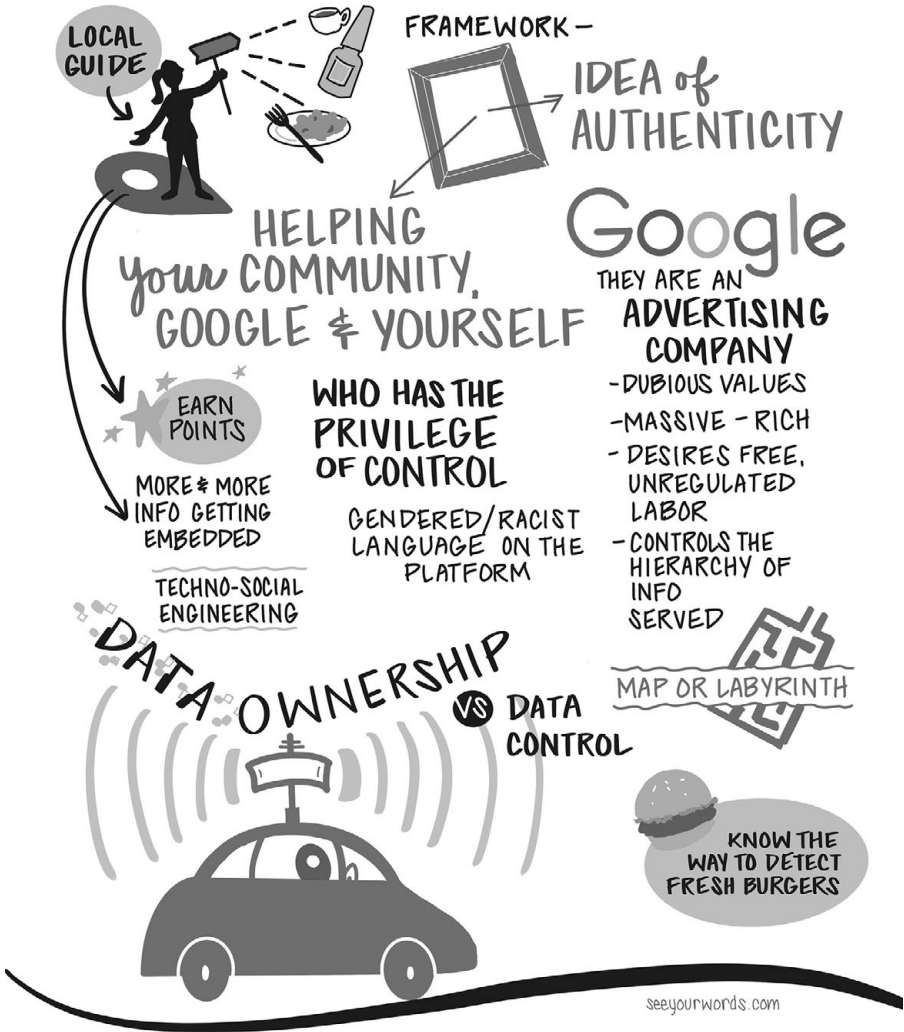 LOCAL
GUIDE
FRAMEWORK -
IDEA of
AUTHENTICITY
HELPING
your COMMUNITY,
GOOGLE & YOURSELF
Google
THEY ARE AN
ADVERTISING
COMPANY
- DUBIOUS VALUES
- MASSIVE - RICH
- DESIRES FREE,
UNREGULATED
LABOR
- CONTROLS THE
HIERARCHY OF
INFO
SERVED
EARN
POINTS
MORE & MORE
INFO GETTING
EMBEDDED
TECHNO-SOCIAL
ENGINEERING
WHO HAS THE
PRIVILEGE
OF CONTROL
GENDERED/RACIST
LANGUAGE ON THE
PLATFORM
DATA OWNERSHIP
VS DATA
CONTROL
MAP OR LABYRINTH
KNOW THE
WAY TO DETECT
FRESH BURGERS
seeyourwords.com